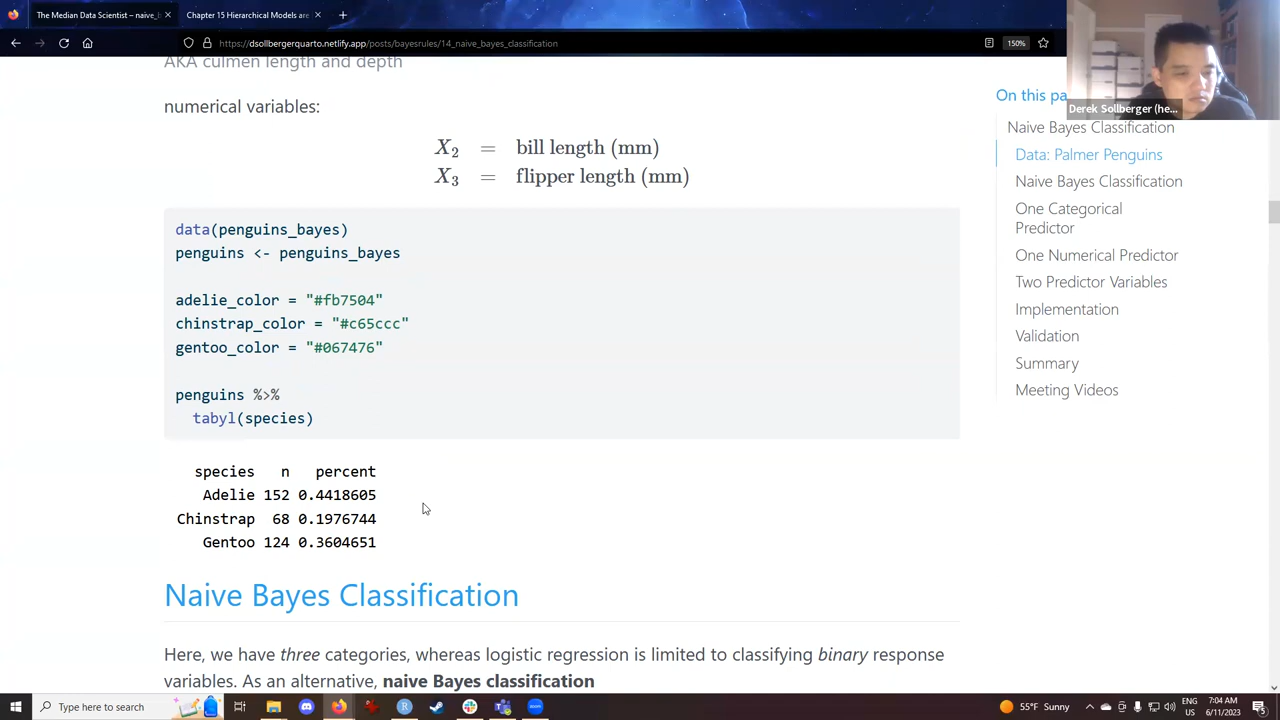 The Median Data Scientist – naive_b
Chapter 15 Hierarchical Models are
https://dsollbergerquarto.netlify.app/posts/bayesrules/14_naive_bayes_classification
150%
Derek Sollberger (he...
AKA culmen length and depth
numerical variables:
X2 = bill length (mm)
X3 = flipper length (mm)
data(penguins_bayes)
penguins <- penguins_bayes
adelie_color = "#fb7504"
chinstrap_color = "#c65ccc"
gentoo_color = "#067476"
penguins %>%
tabyl(species)
species n percent
Adelie 152 0.4418605
Chinstrap 68 0.1976744
Gentoo 124 0.3604651
Naive Bayes Classification
Here, we have three categories, whereas logistic regression is limited to classifying binary response
variables. As an alternative, naive Bayes classification
On this pa
Naive Bayes Classification
Data: Palmer Penguins
Naive Bayes Classification
One Categorical
Predictor
One Numerical Predictor
Two Predictor Variables
Implementation
Validation
Summary
Meeting Videos
Type here to search
55°F Sunny
ENG
US
7:04 AM
6/11/2023
5